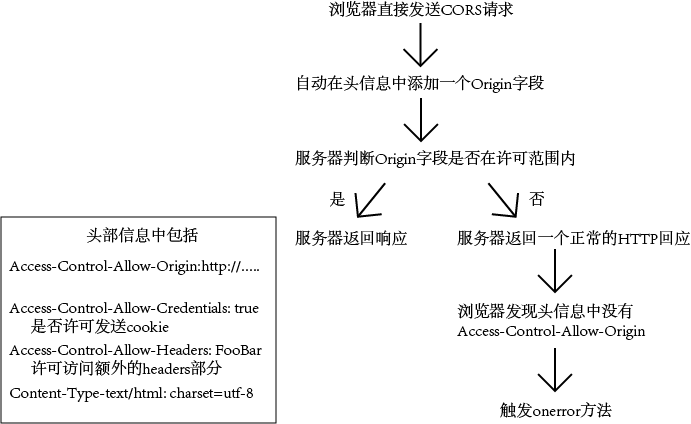 浏览器直接发送CORS请求
自动在头信息中添加一个Origin字段
服务器判断Origin字段是否在许可范围内
是
否
服务器返回响应
服务器返回一个正常的HTTP回应
浏览器发现头信息中没有
Access-Control-Allow-Origin
触发onerror方法
头部信息中包括
Access-Control-Allow-Origin:http://.....
Access-Control-Allow-Credentials: true
是否许可发送cookie
Access-Control-Allow-Headers: FooBar
许可访问额外的headers部分
Content-Type-text/html: charset=utf-8